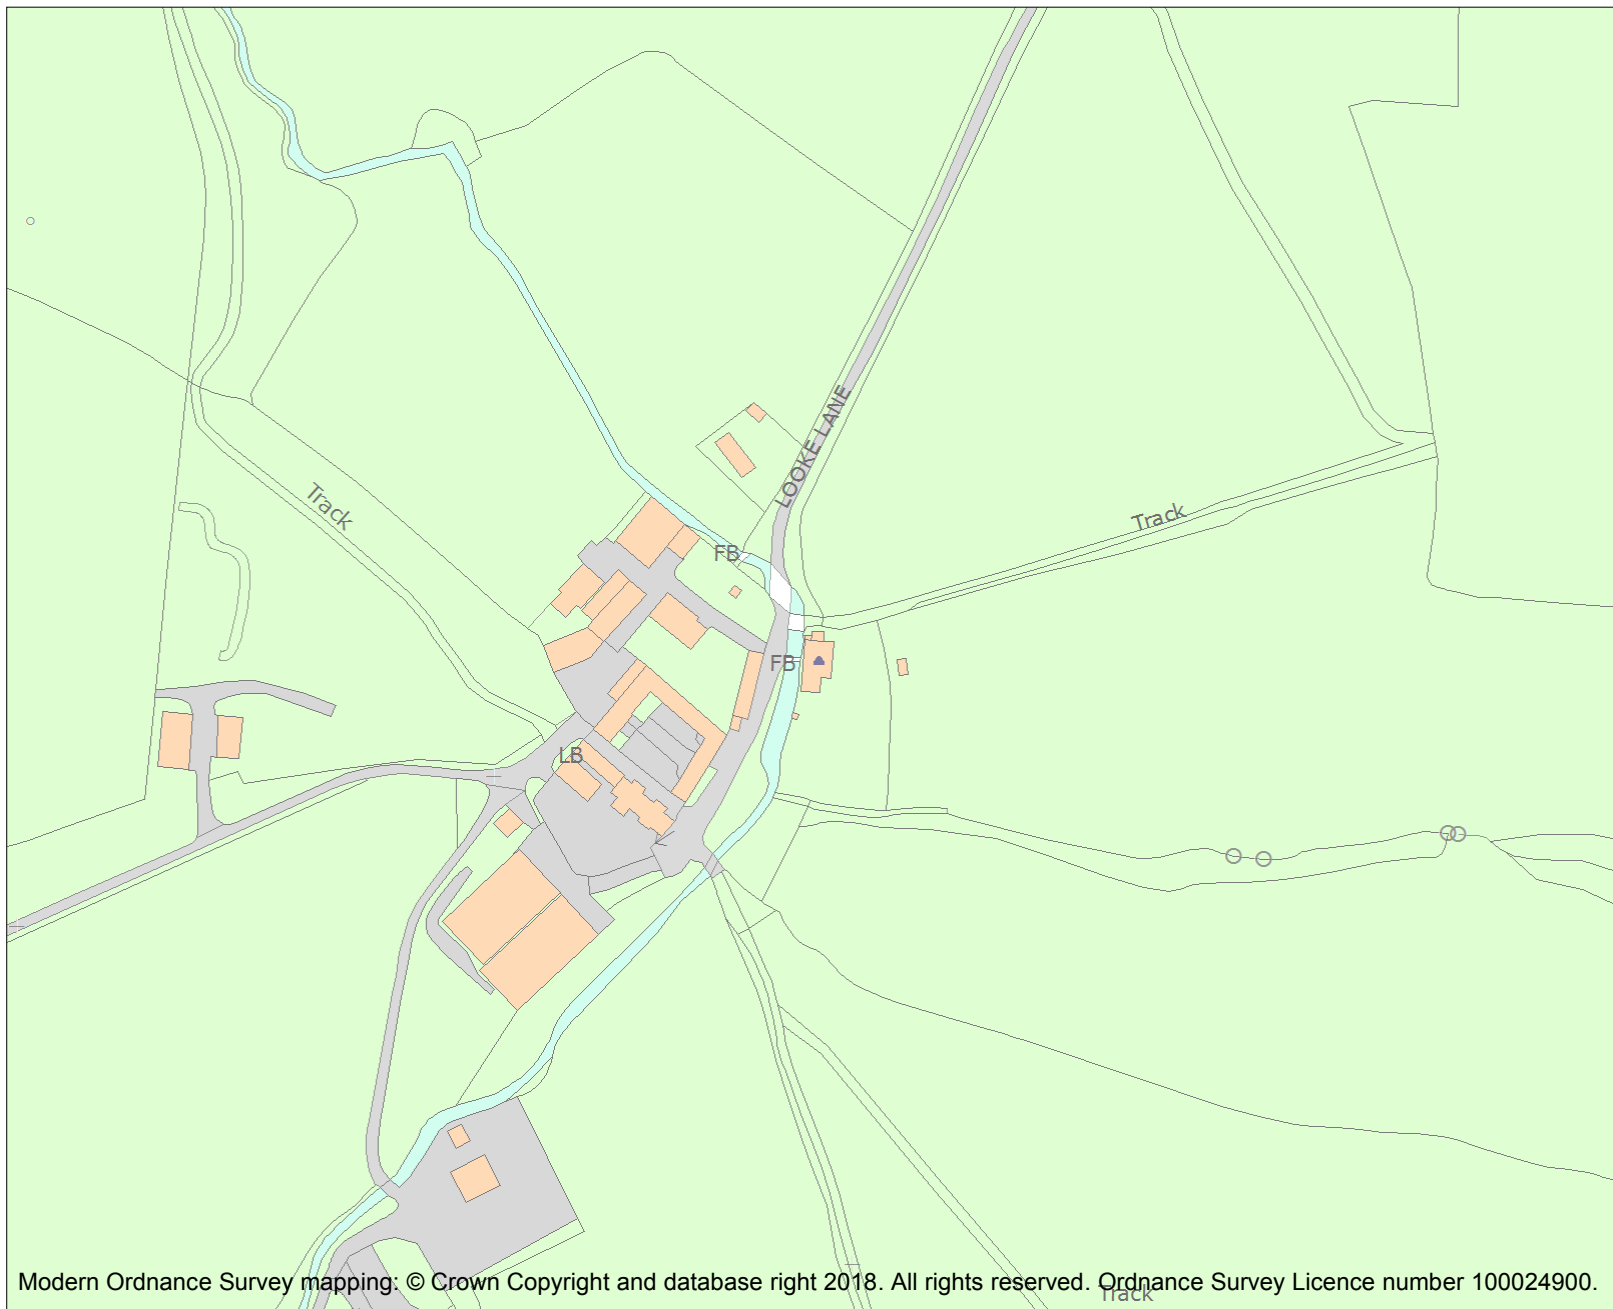 LOOKE LANE
Track
Track
FB
FB
LB
Track
Modern Ordnance Survey mapping: © Crown Copyright and database right 2018. All rights reserved. Ordnance Survey Licence number 100024900.